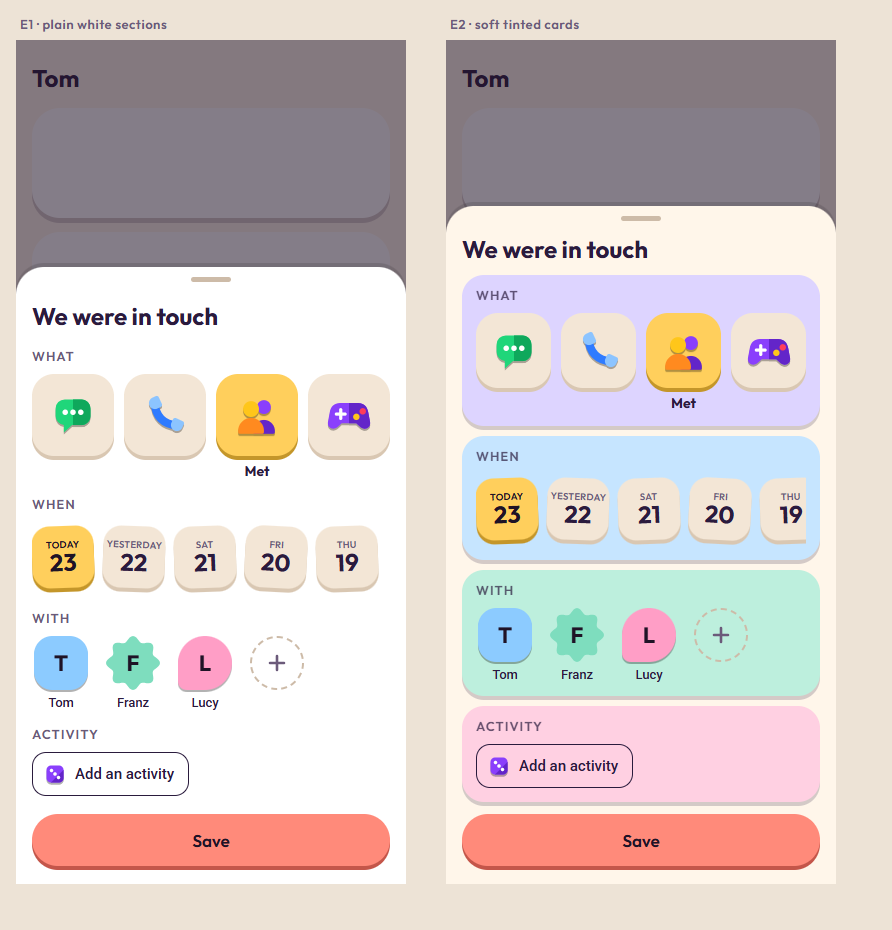 E1 · plain white sections
Tom
We were in touch
WHAT
Met
WHEN
TODAY YESTERDAY SAT FRI THU
23 22 21 20 19
WITH
T F L +
Tom Franz Lucy
ACTIVITY
Add an activity
Save
E2 · soft tinted cards
Tom
We were in touch
WHAT
Met
WHEN
TODAY YESTERDAY SAT FRI THU
23 22 21 20 19
WITH
T F L +
Tom Franz Lucy
ACTIVITY
Add an activity
Save